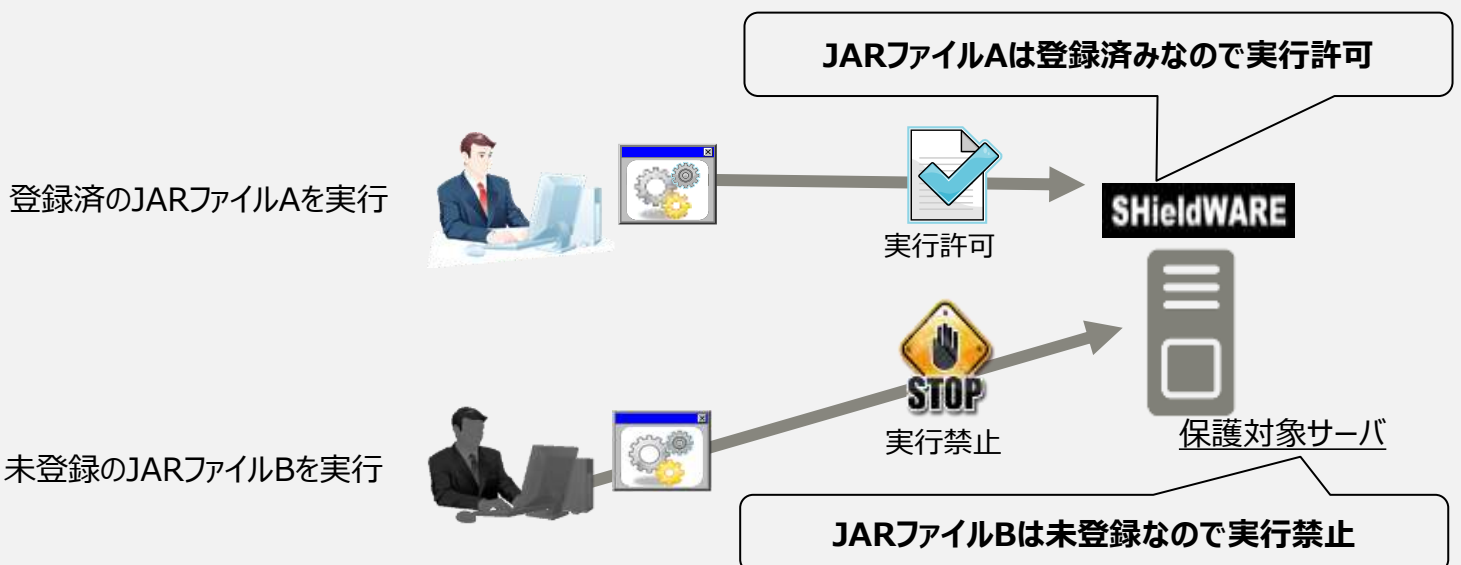 JARファイルAは登録済みなので実行許可
登録済のJARファイルAを実行
実行許可
SHieldWARE
STOP
実行禁止
保護対象サーバ
未登録のJARファイルBを実行
JARファイルBは未登録なので実行禁止